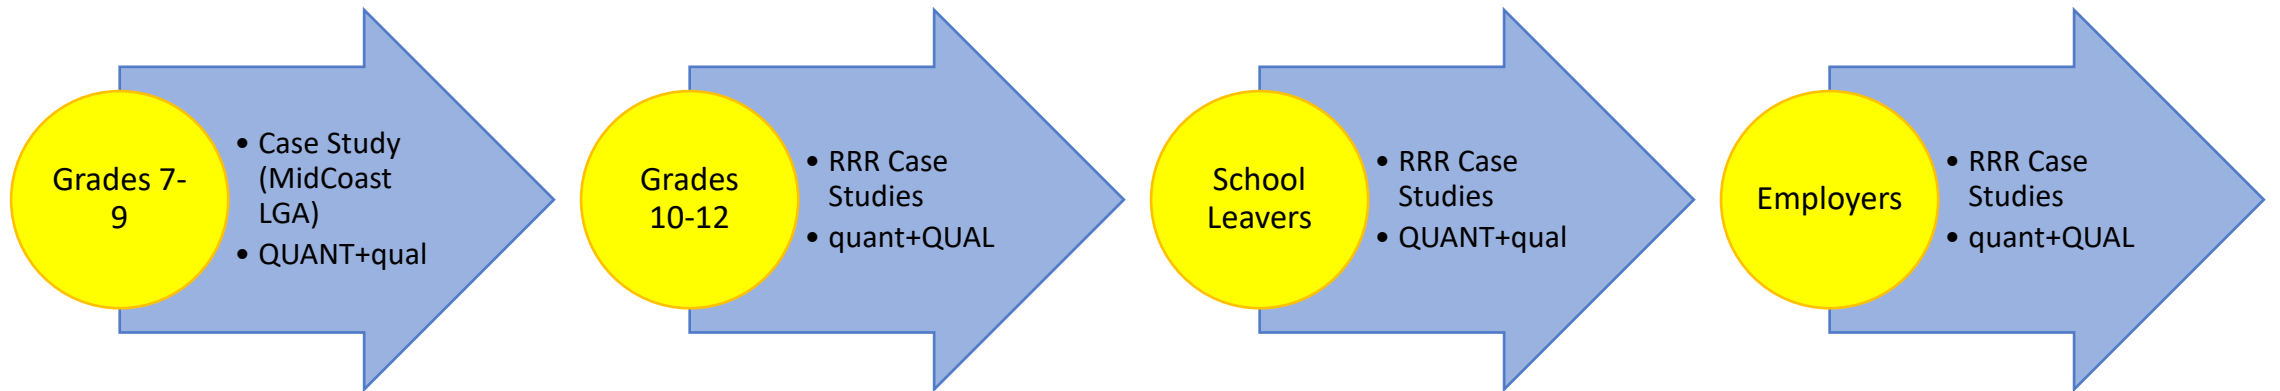 Grades 7-
9
• Case Study
(MidCoast
LGA)
• QUANT+qual
Grades
10-12
• RRR Case
Studies
• quant+QUAL
School
Leavers
• RRR Case
Studies
• QUANT+qual
Employers
• RRR Case
Studies
• quant+QUAL